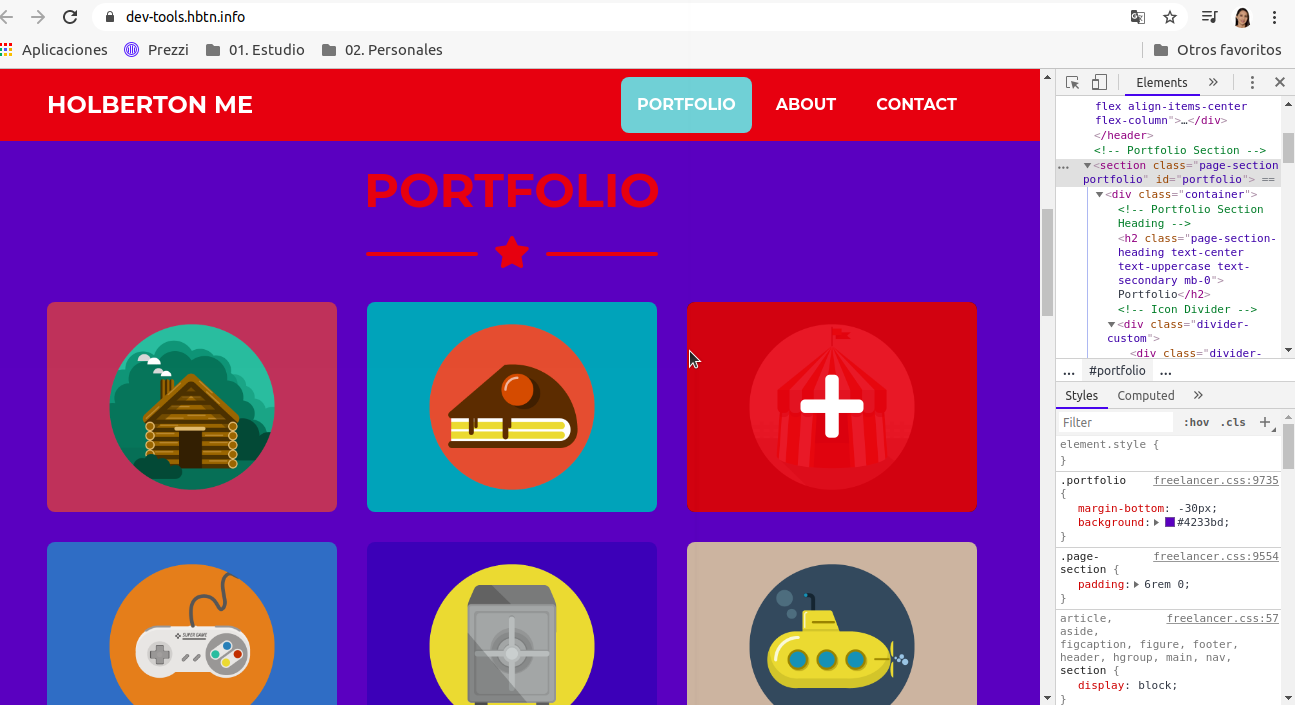 dev-tools.hbtn.info
Aplicaciones Prezzi 01. Estudio 02. Personales Otros favoritos
HOLBERTON ME PORTFOLIO ABOUT CONTACT
PORTFOLIO
SUPER GAME
Elements »
flex align-items-center
flex-column">…</div>
</header>
<!-- Portfolio Section -->
… ▼<section class="page-section
portfolio" id="portfolio"> ==
▼<div class="container">
<!-- Portfolio Section
Heading -->
<h2 class="page-section-
heading text-center
text-uppercase text-
secondary mb-0">
Portfolio</h2>
<!-- Icon Divider -->
▼<div class="divider-
custom">
<div class="divider-
… #portfolio …
Styles Computed »
Filter :hov .cls +
element.style {
}
.portfolio freelancer.css:9735
{
margin-bottom: -30px;
background: ▶ #4233bd;
}
.page- freelancer.css:9554
section {
padding: ▶ 6rem 0;
}
article, freelancer.css:57
aside,
figcaption, figure, footer,
header, hgroup, main, nav,
section {
display: block;
}